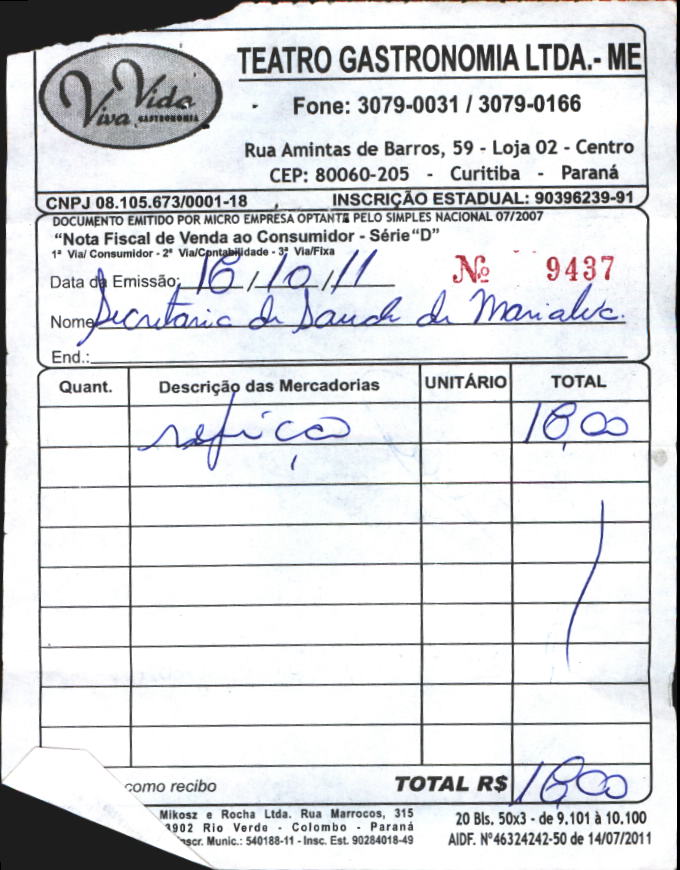 Viva Vida
GASTRONOMIA
TEATRO GASTRONOMIA LTDA.- ME
Fone: 3079-0031 / 3079-0166
Rua Amintas de Barros, 59 - Loja 02 - Centro
CEP: 80060-205 - Curitiba - Paraná
CNPJ 08.105.673/0001-18 INSCRIÇÃO ESTADUAL: 90396239-91
DOCUMENTO EMITIDO POR MICRO EMPRESA OPTANTE PELO SIMPLES NACIONAL 07/2007
"Nota Fiscal de Venda ao Consumidor - Série "D"
1ª Via/ Consumidor - 2ª Via/Contabilidade - 3ª Via/Fixa
Data da Emissão: /10/11 Nº 9437
Nome Secretaria de Saude de Marialva.
End.:
Quant. Descrição das Mercadorias UNITÁRIO TOTAL
refição
como recibo TOTAL R$
Mikosz e Rocha Ltda. Rua Marrocos, 315
3902 Rio Verde - Colombo - Paraná
Inscr. Munic.: 540188-11 - Insc. Est. 90284018-49
20 Bls. 50x3 - de 9.101 à 10.100
AIDF. Nº46324242-50 de 14/07/2011